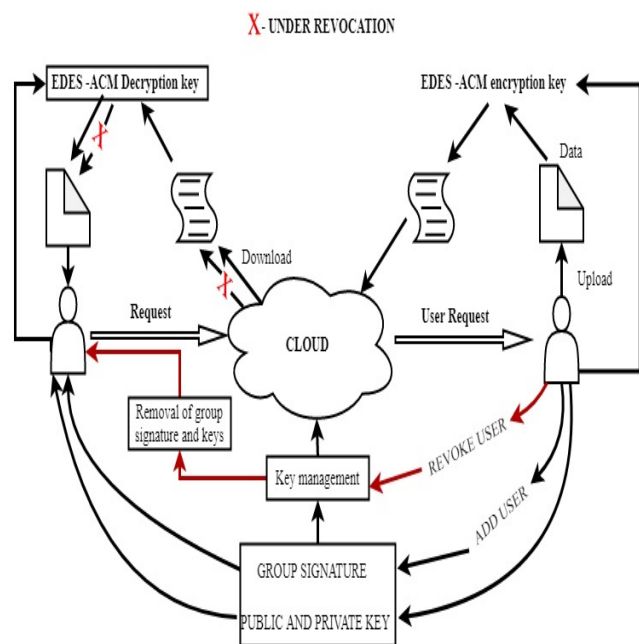 X - UNDER REVOCATION
EDES -ACM Decryption key
EDES -ACM encryption key
X
Data
Download
X
Upload
Request
User Request
CLOUD
Removal of group
signature and keys
REVOKE USER
Key management
ADD USER
GROUP SIGNATURE
PUBLIC AND PRIVATE KEY